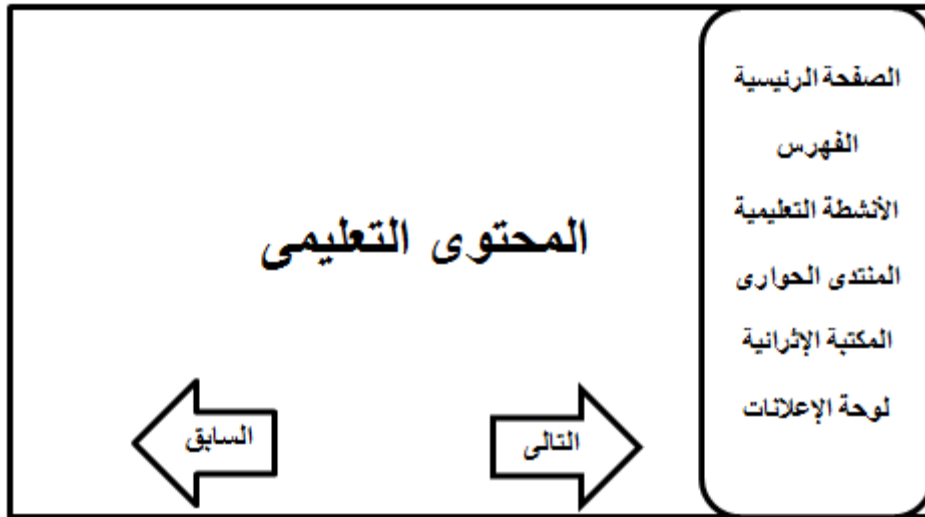 الصفحة الرئيسية
الفهرس
الأنشطة التعليمية
المنتدى الحوارى
المكتبة الإثرائية
لوحة الإعلانات
المحتوى التعليمى
التالى
السابق